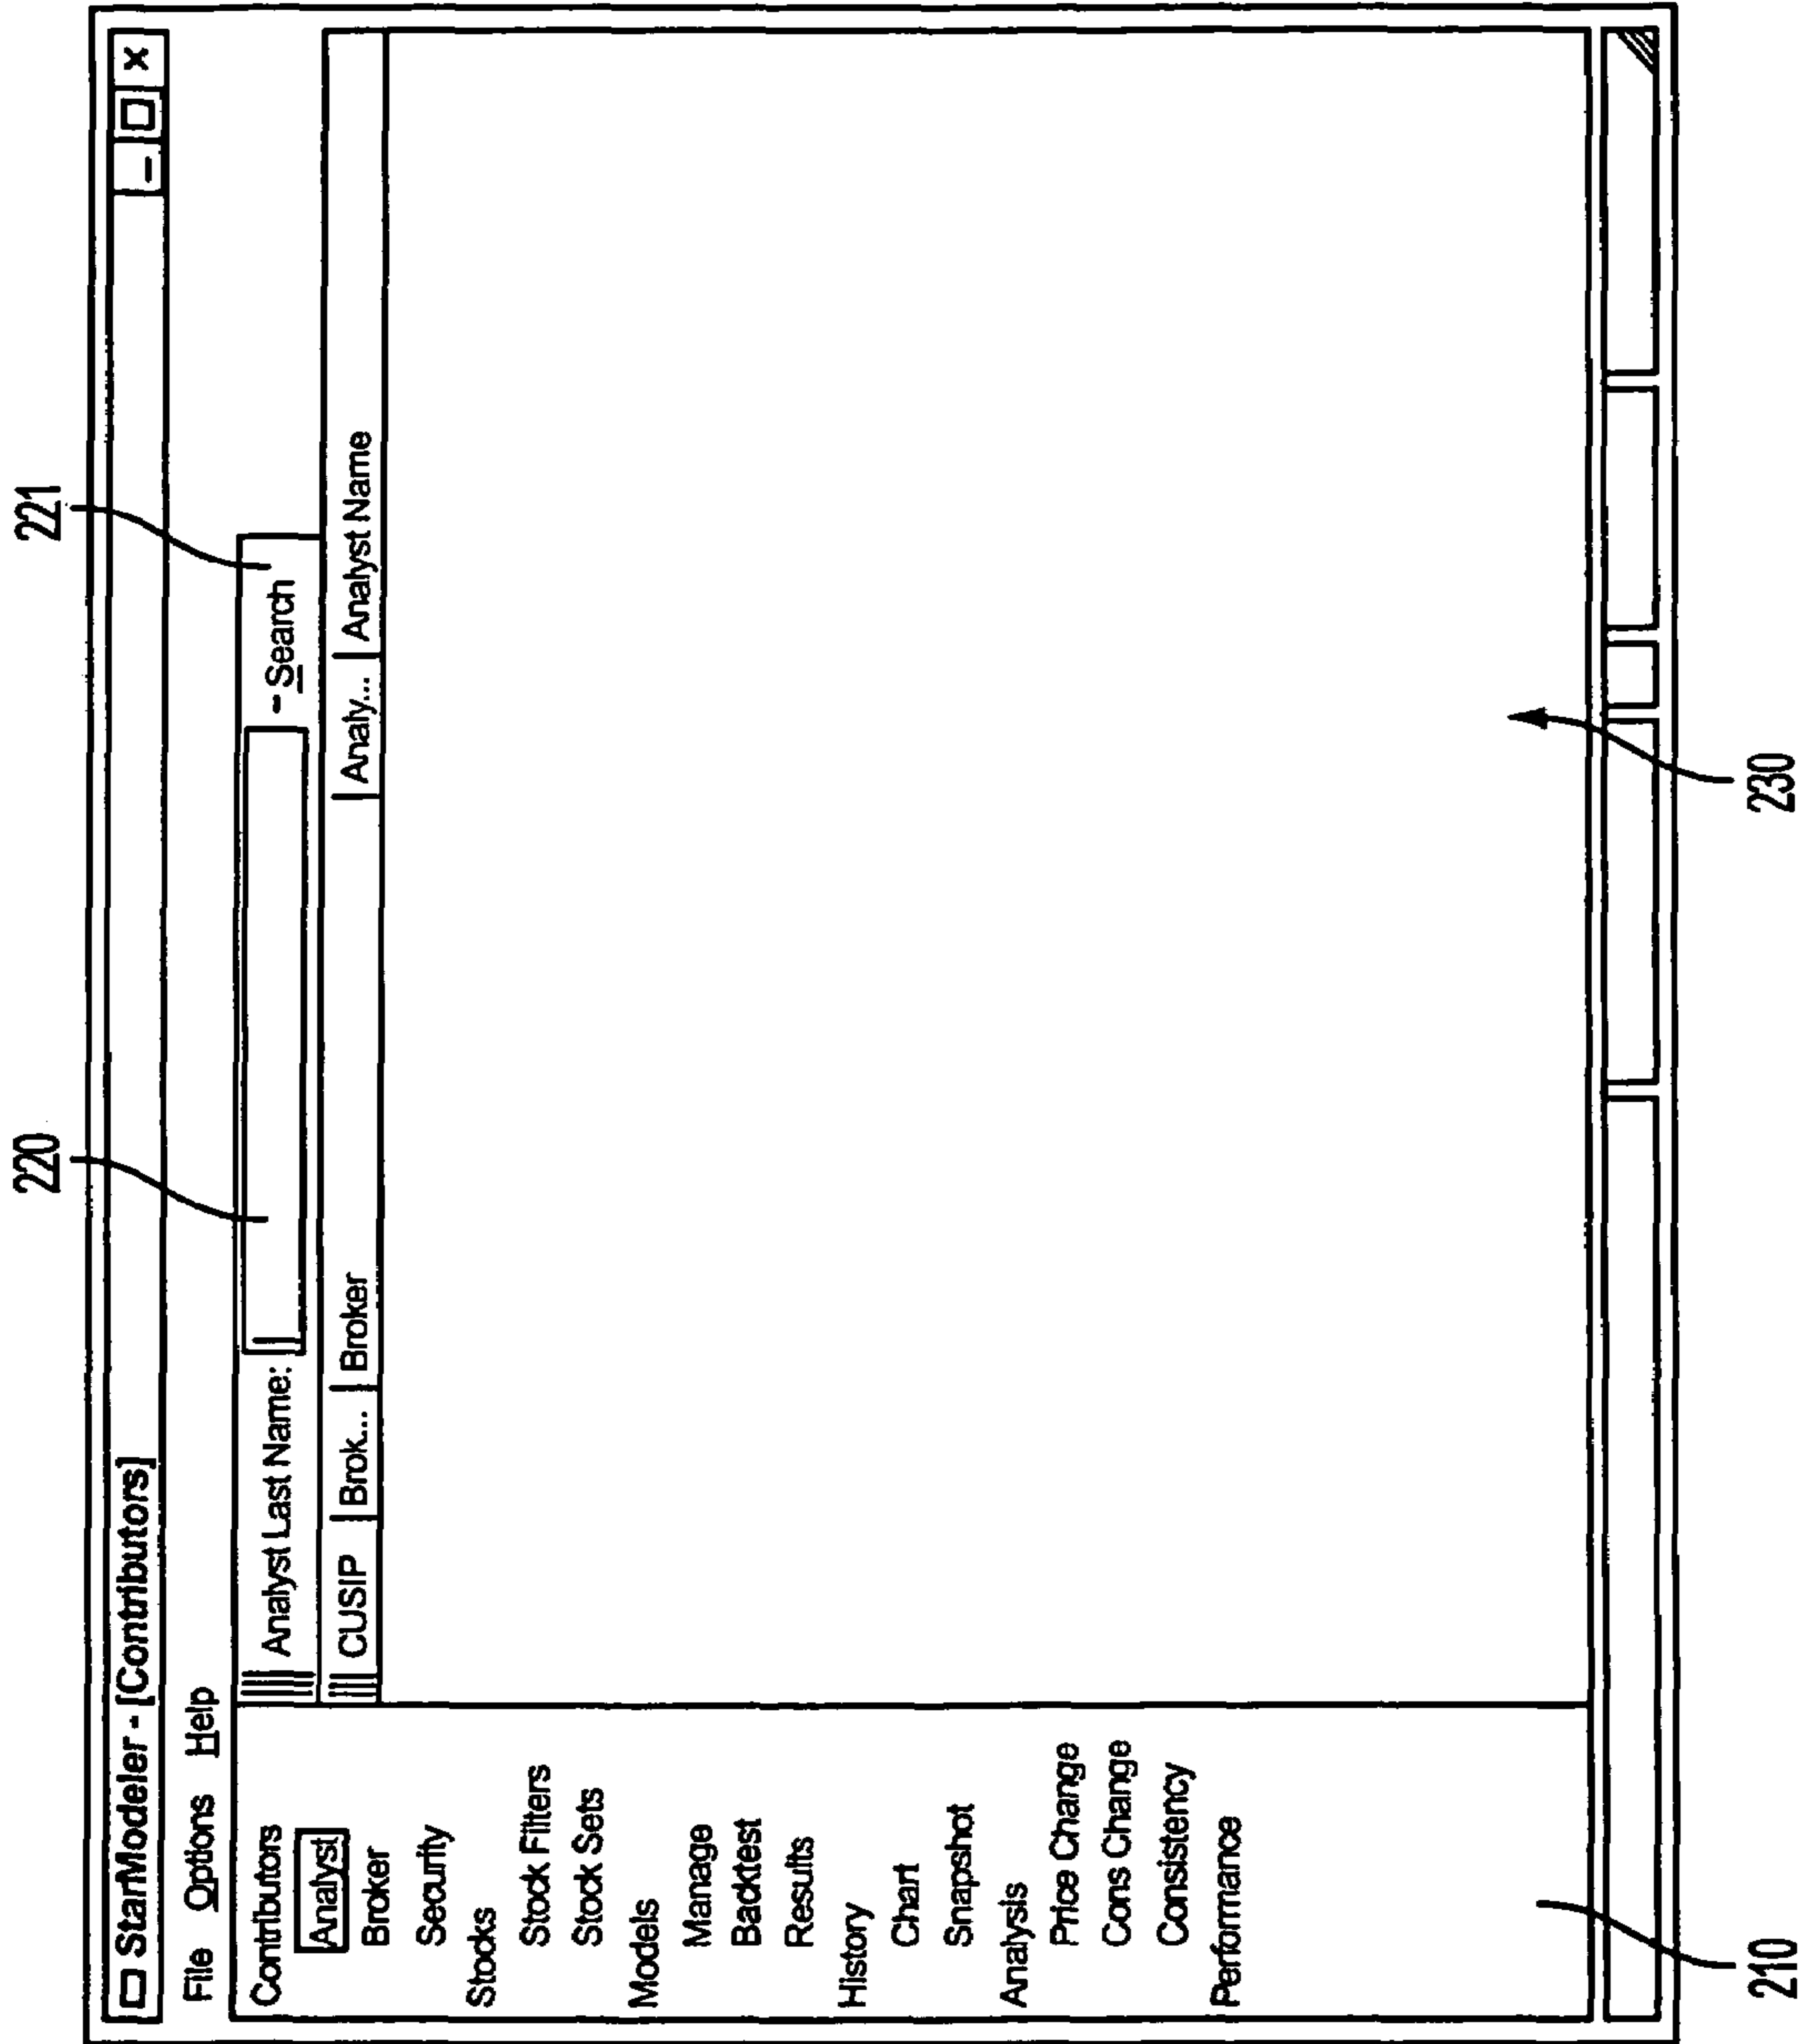 220
221
StarModeler - [Contributors]
File Options Help
Contributors
Analyst
Broker
Security
Stocks
Stock Filters
Stock Sets
Models
Manage
Backtest
Results
History
Chart
Snapshot
Analysis
Price Change
Cons Change
Consistency
Performance
Analyst Last Name: Search
CUSIP Brok... Broker Analy... Analyst Name
210
230